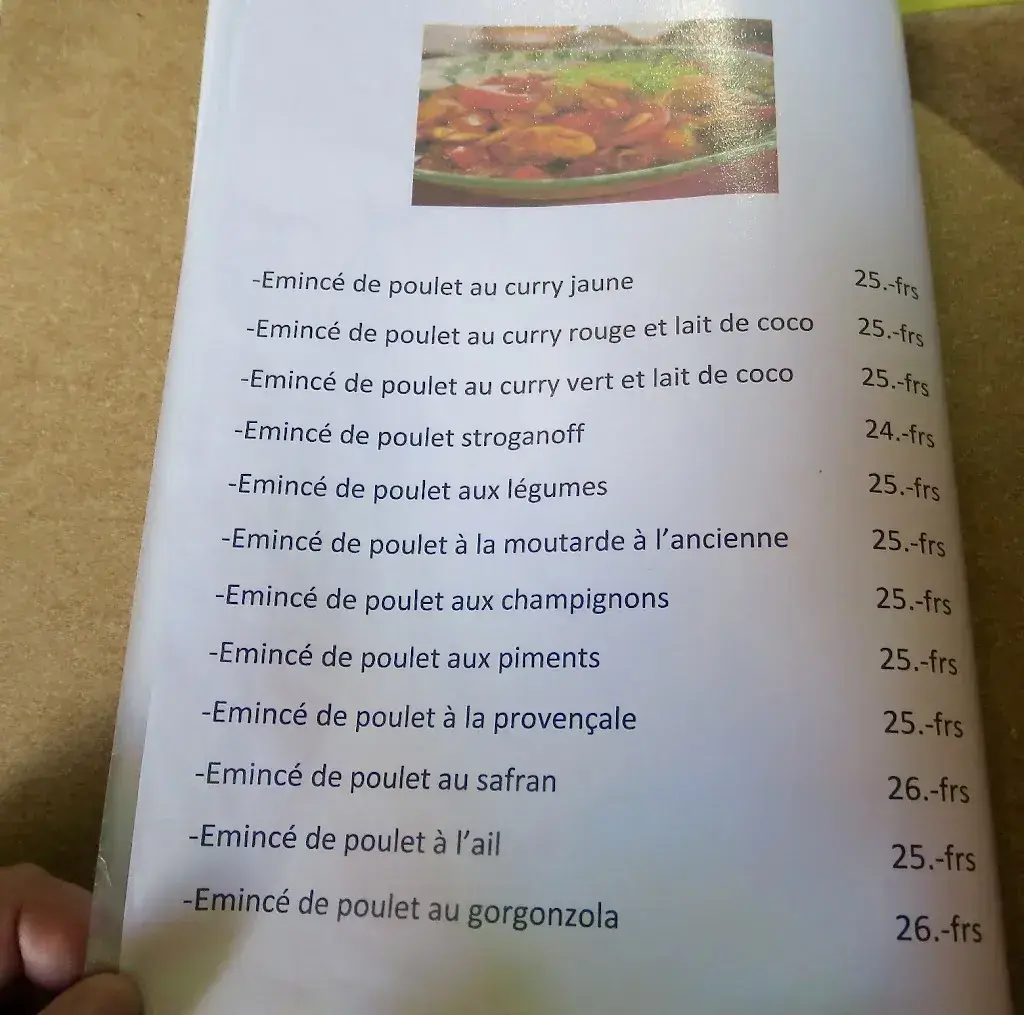 -Emincé de poulet au curry jaune 25.-frs
-Emincé de poulet au curry rouge et lait de coco 25.-frs
-Emincé de poulet au curry vert et lait de coco 25.-frs
-Emincé de poulet stroganoff 24.-frs
-Emincé de poulet aux légumes 25.-frs
-Emincé de poulet à la moutarde à l’ancienne 25.-frs
-Emincé de poulet aux champignons 25.-frs
-Emincé de poulet aux piments 25.-frs
-Emincé de poulet à la provençale 25.-frs
-Emincé de poulet au safran 26.-frs
-Emincé de poulet à l’ail 25.-frs
-Emincé de poulet au gorgonzola 26.-frs